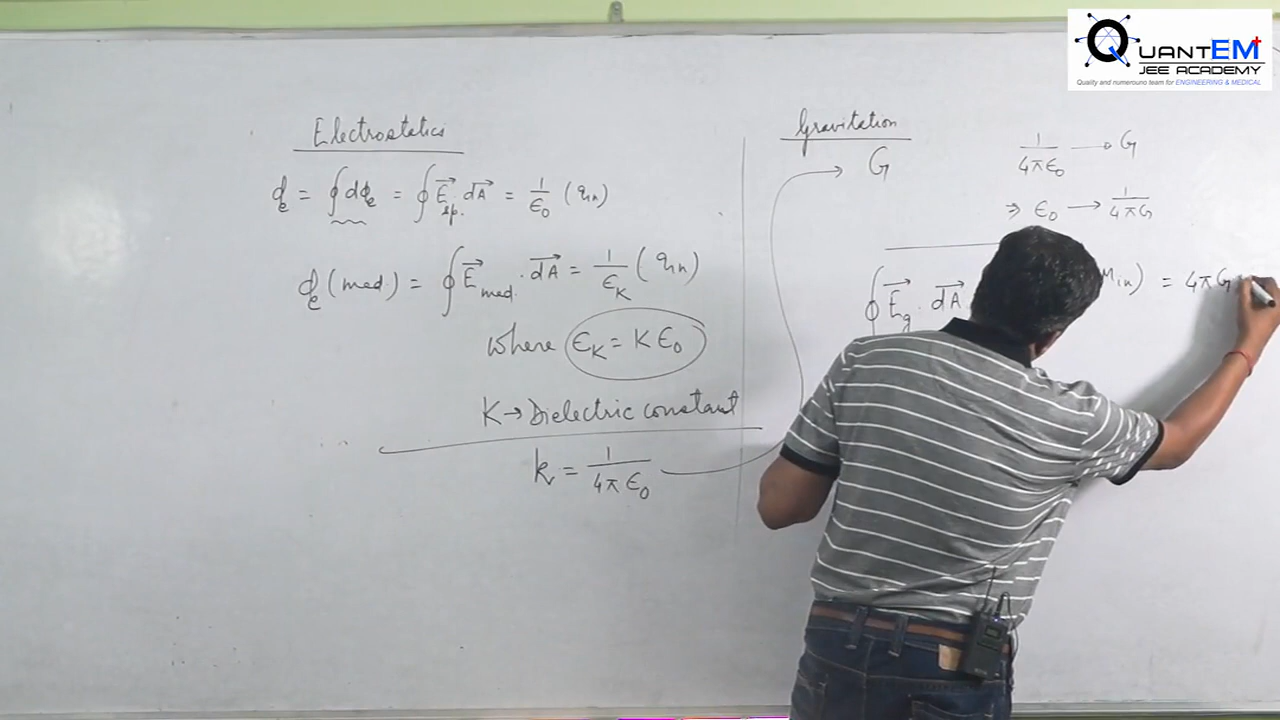 QUANTEM+
JEE ACADEMY
Quality and numerouno team for ENGINEERING & MEDICAL
Electrostatics
ϕe = ∮dϕe = ∮E⃗sp. dA⃗ = 1/ε0 (qin)
ϕe (med) = ∮E⃗med. · dA⃗ = 1/εK (qin)
where εK = Kε0
K → Dielectric constant
k = 1/4πε0
Gravitation
G
1/4πε0 → G
⇒ ε0 → 1/4πG
∮E⃗g · dA⃗ Min) = 4πG